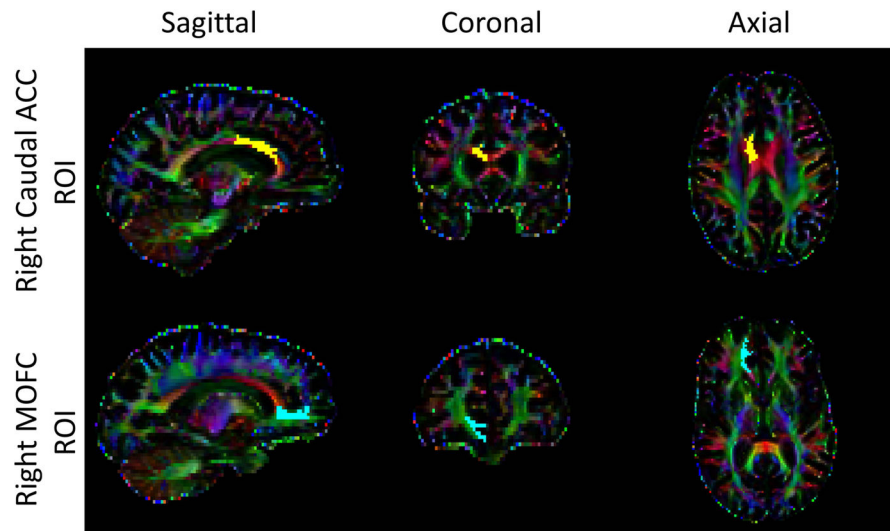 Sagittal Coronal Axial
Right Caudal ACC
ROI
Right MOFC
ROI